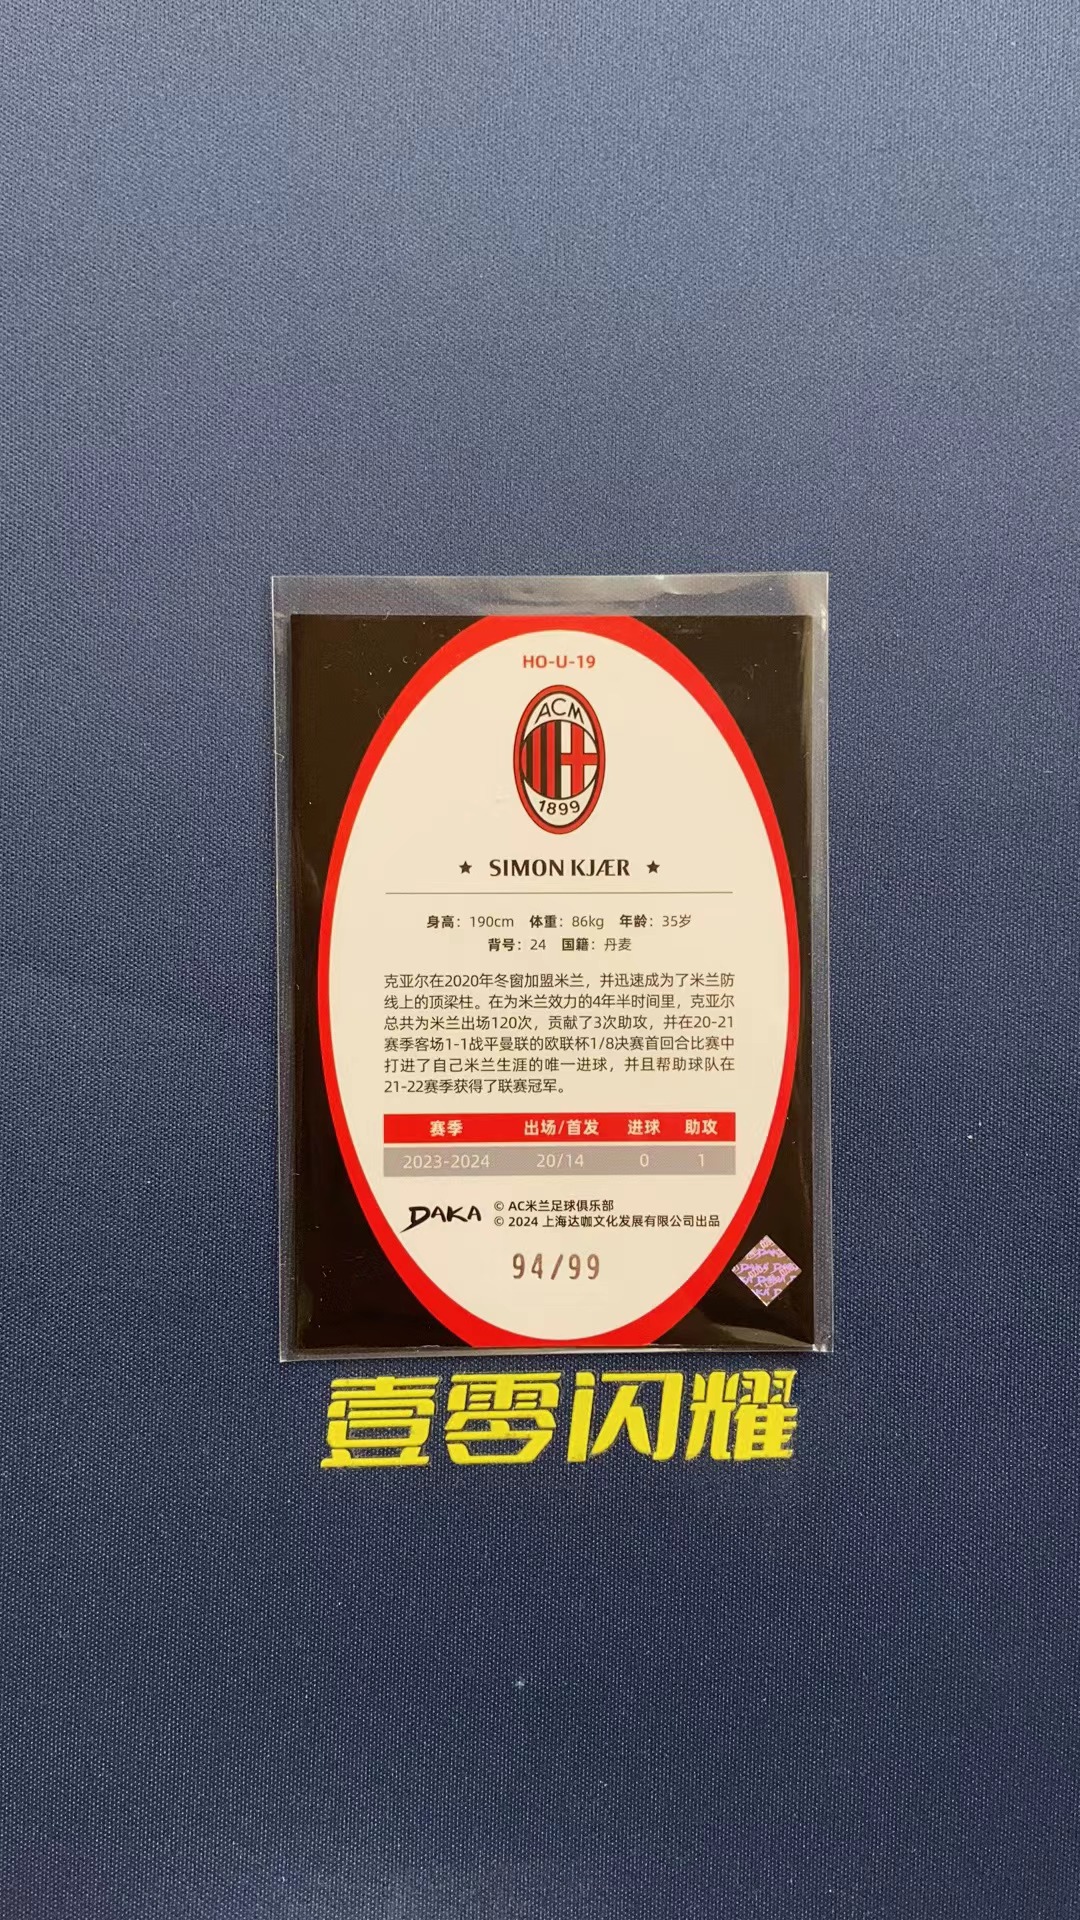 HO-U-19
ACM
1899
★ SIMON KJÆR ★
身高：190cm 体重：86kg 年龄：35岁
背号：24 国籍：丹麦
克亚尔在2020年冬窗加盟米兰，并迅速成为了米兰防
线上的顶梁柱。在为米兰效力的4年半时间里，克亚尔
总共为米兰出场120次，贡献了3次助攻，并在20-21
赛季客场1-1战平曼联的欧联杯1/8决赛首回合比赛中
打进了自己米兰生涯的唯一进球，并且帮助球队在
21-22赛季获得了联赛冠军。
赛季 出场/首发 进球 助攻
2023-2024 20/14 0 1
DAKA © AC米兰足球俱乐部
© 2024 上海达咖文化发展有限公司出品
94/99
DAKA DAKA
壹零闪耀